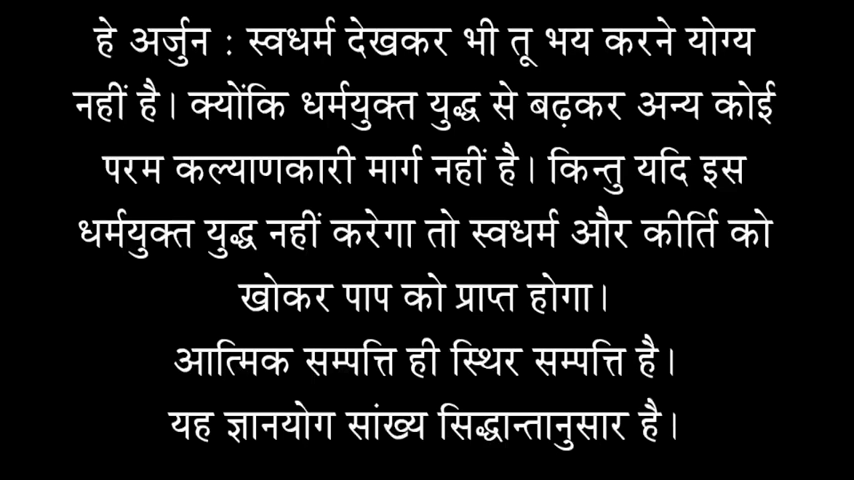 हे अर्जुन : स्वधर्म देखकर भी तू भय करने योग्य
नहीं है। क्योंकि धर्मयुक्त युद्ध से बढ़कर अन्य कोई
परम कल्याणकारी मार्ग नहीं है। किन्तु यदि इस
धर्मयुक्त युद्ध नहीं करेगा तो स्वधर्म और कीर्ति को
खोकर पाप को प्राप्त होगा।
आत्मिक सम्पत्ति ही स्थिर सम्पत्ति है।
यह ज्ञानयोग सांख्य सिद्धान्तानुसार है।